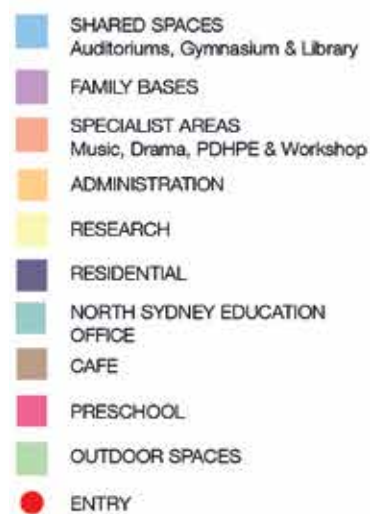 SHARED SPACES
Auditoriums, Gymnasium & Library
FAMILY BASES
SPECIALIST AREAS
Music, Drama, PDHPE & Workshop
ADMINISTRATION
RESEARCH
RESIDENTIAL
NORTH SYDNEY EDUCATION
OFFICE
CAFE
PRESCHOOL
OUTDOOR SPACES
ENTRY